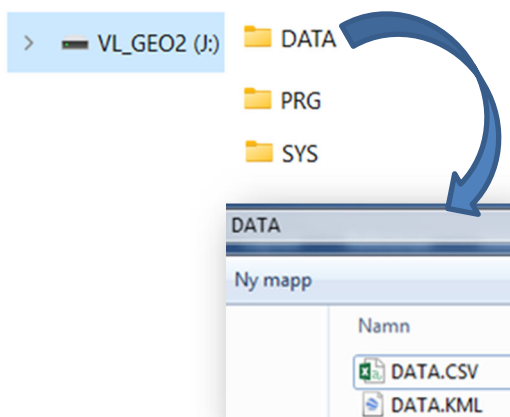 VL_GEO2 (J:)
DATA
PRG
SYS
DATA
Ny mapp
Namn
DATA.CSV
DATA.KML